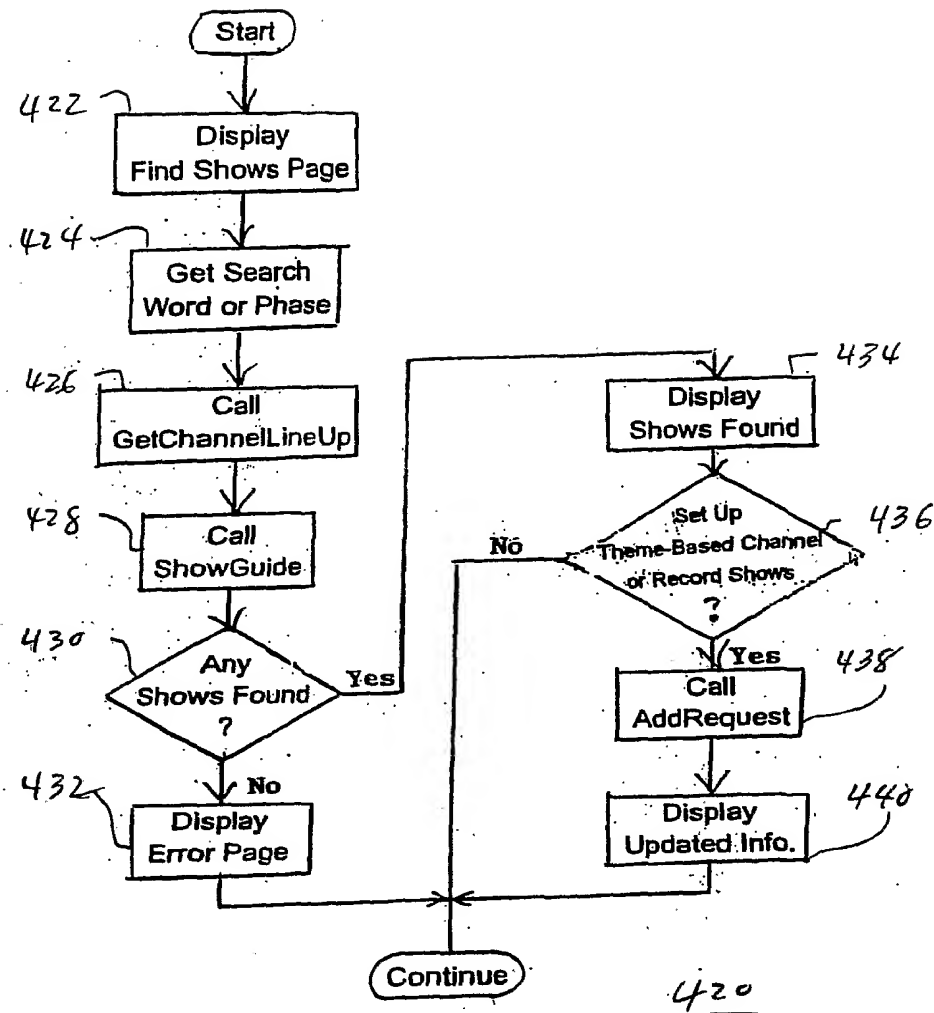 Start
422
Display
Find Shows Page
424
Get Search
Word or Phase
426
Call
GetChannelLineUp
428
Call
ShowGuide
430
Any
Shows Found
?
Yes
No
432
Display
Error Page
434
Display
Shows Found
436
Set Up
Theme-Based Channel
or Record Shows
?
No
Yes
438
Call
AddRequest
440
Display
Updated Info.
Continue
420